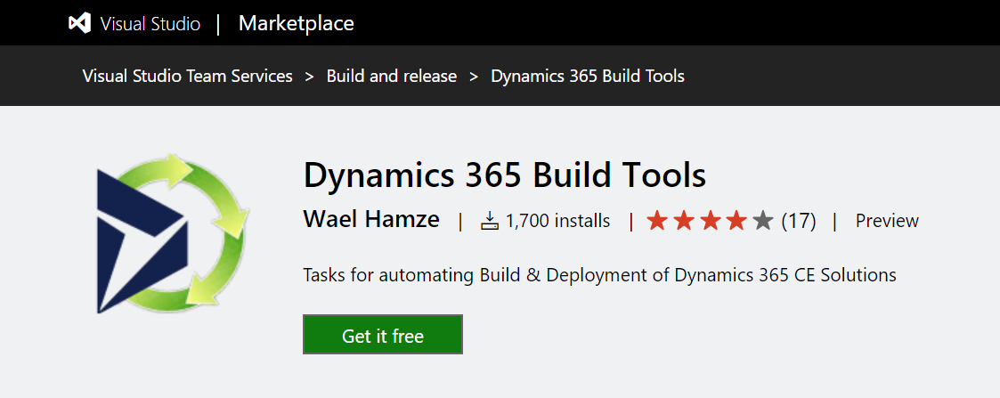 Visual Studio | Marketplace
Visual Studio Team Services > Build and release > Dynamics 365 Build Tools
Dynamics 365 Build Tools
Wael Hamze | 1,700 installs | (17) | Preview
Tasks for automating Build & Deployment of Dynamics 365 CE Solutions
Get it free